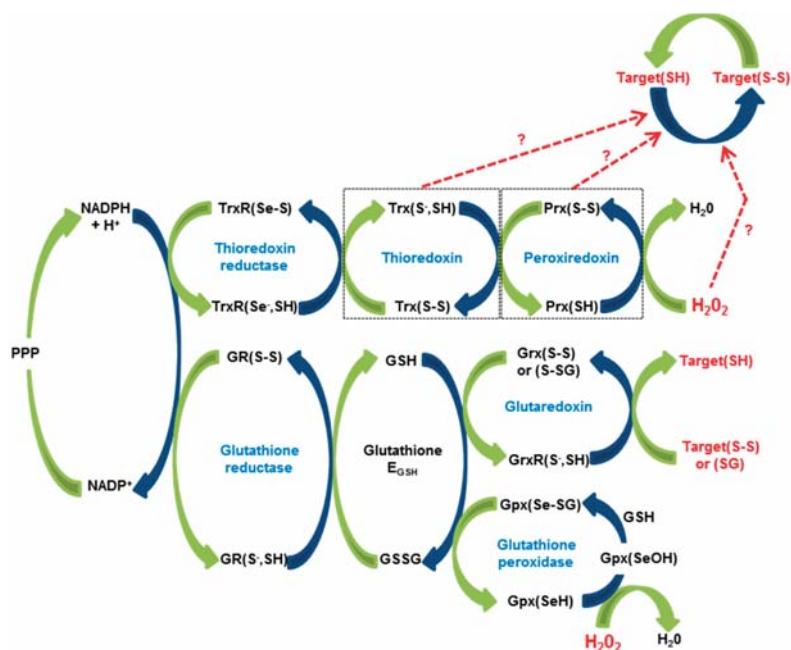 Target(SH) Target(S-S)
?
?
?
NADPH
+ H⁺
TrxR(Se-S)
Trx(S⁻,SH)
Prx(S-S)
H₂0
Thioredoxin
reductase
Thioredoxin
Peroxiredoxin
TrxR(Se⁻,SH)
Trx(S-S)
Prx(SH)
H₂O₂
PPP
GR(S-S)
GSH
Grx(S-S)
or (S-SG)
Target(SH)
Glutaredoxin
Glutathione
reductase
Glutathione
E_GSH
GrxR(S⁻,SH)
Target(S-S)
or (SG)
NADP⁺
Gpx(Se-SG)
GSH
Glutathione
peroxidase
GR(S⁻,SH)
GSSG
Gpx(SeOH)
Gpx(SeH)
H₂O₂
H₂0